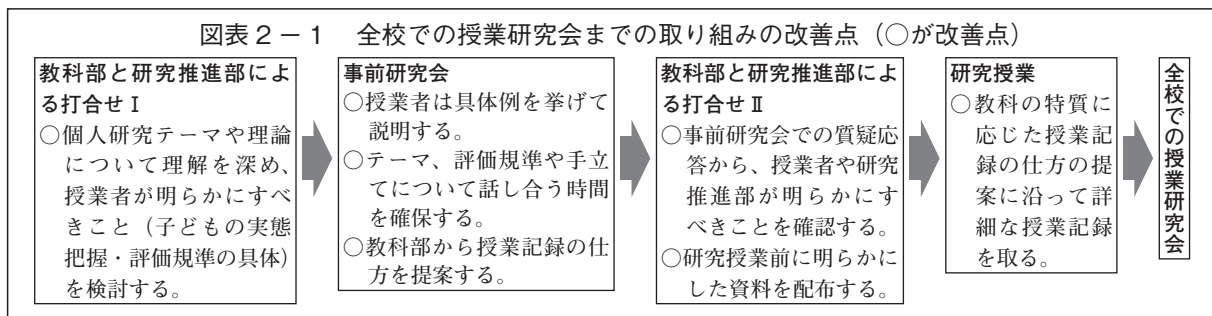 図表2－1　全校での授業研究会までの取り組みの改善点（○が改善点）
教科部と研究推進部によ
る打合せⅠ
○個人研究テーマや理論
について理解を深め、
授業者が明らかにすべ
きこと（子どもの実態
把握・評価規準の具体）
を検討する。
事前研究会
○授業者は具体例を挙げて
説明する。
○テーマ、評価規準や手立
てについて話し合う時間
を確保する。
○教科部から授業記録の仕
方を提案する。
教科部と研究推進部によ
る打合せⅡ
○事前研究会での質疑応
答から、授業者や研究
推進部が明らかにす
べきことを確認する。
○研究授業前に明らかに
した資料を配布する。
研究授業
○教科の特質に
応じた授業記
録の仕方の提
案に沿って詳
細な授業記録
を取る。
全校での授業研究会